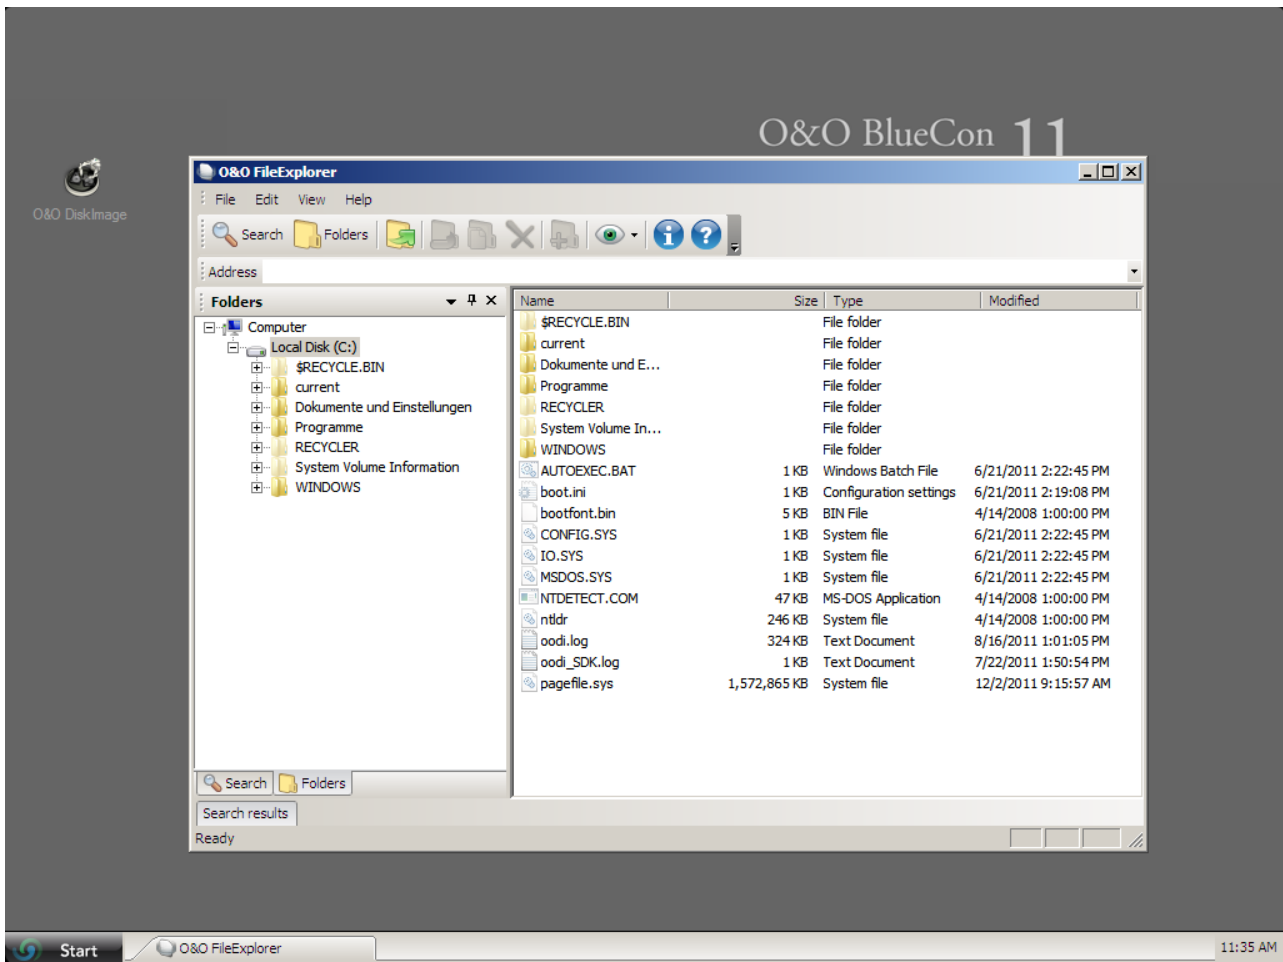 O&O BlueCon 11
O&O DiskImage
O&O FileExplorer
File Edit View Help
Search Folders
Address
Folders
Computer
Local Disk (C:)
$RECYCLE.BIN
current
Dokumente und Einstellungen
Programme
RECYCLER
System Volume Information
WINDOWS
Search Folders
Name Size Type Modified
$RECYCLE.BIN File folder
current File folder
Dokumente und E... File folder
Programme File folder
RECYCLER File folder
System Volume In... File folder
WINDOWS File folder
AUTOEXEC.BAT 1 KB Windows Batch File 6/21/2011 2:22:45 PM
boot.ini 1 KB Configuration settings 6/21/2011 2:19:08 PM
bootfont.bin 5 KB BIN File 4/14/2008 1:00:00 PM
CONFIG.SYS 1 KB System file 6/21/2011 2:22:45 PM
IO.SYS 1 KB System file 6/21/2011 2:22:45 PM
MSDOS.SYS 1 KB System file 6/21/2011 2:22:45 PM
NTDETECT.COM 47 KB MS-DOS Application 4/14/2008 1:00:00 PM
ntldr 246 KB System file 4/14/2008 1:00:00 PM
oodi.log 324 KB Text Document 8/16/2011 1:01:05 PM
oodi_SDK.log 1 KB Text Document 7/22/2011 1:50:54 PM
pagefile.sys 1,572,865 KB System file 12/2/2011 9:15:57 AM
Search results
Ready
Start O&O FileExplorer 11:35 AM